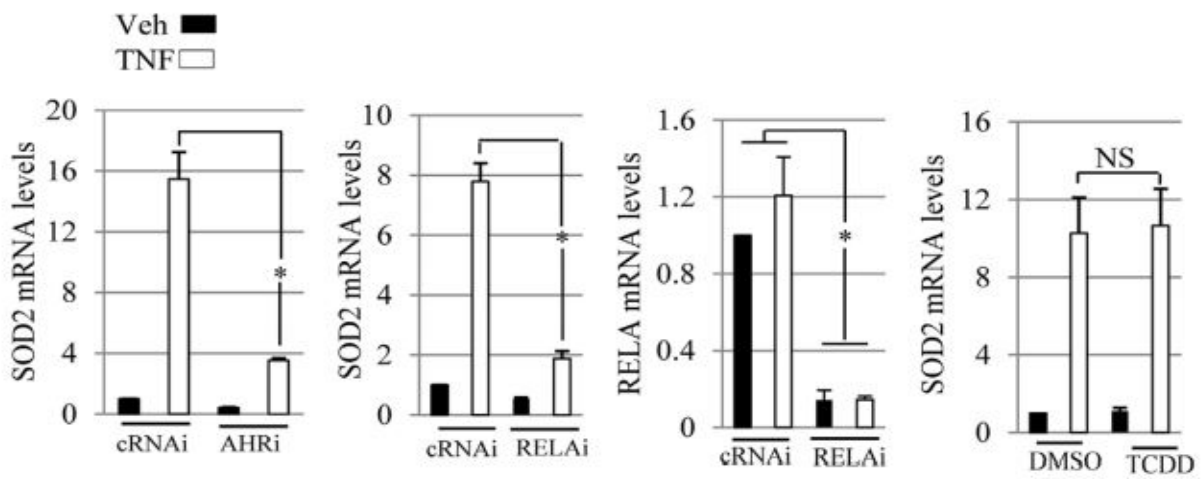 Veh
TNF
SOD2 mRNA levels
20
16
12
8
4
0
*
cRNAi
AHRi
SOD2 mRNA levels
10
8
6
4
2
0
*
cRNAi
RELAi
RELA mRNA levels
1.6
1.2
0.8
0.4
0
*
cRNAi
RELAi
SOD2 mRNA levels
16
12
8
4
0
NS
DMSO
TCDD